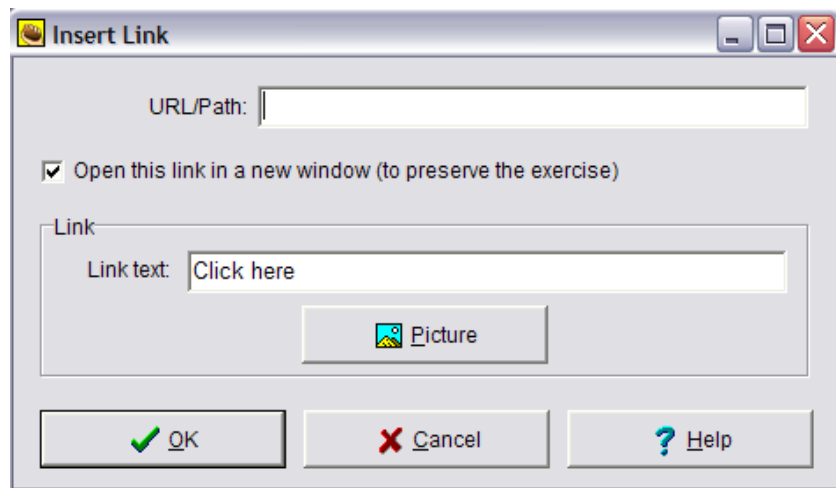 Insert Link
URL/Path:
Open this link in a new window (to preserve the exercise)
Link
Link text: Click here
Picture
OK Cancel Help